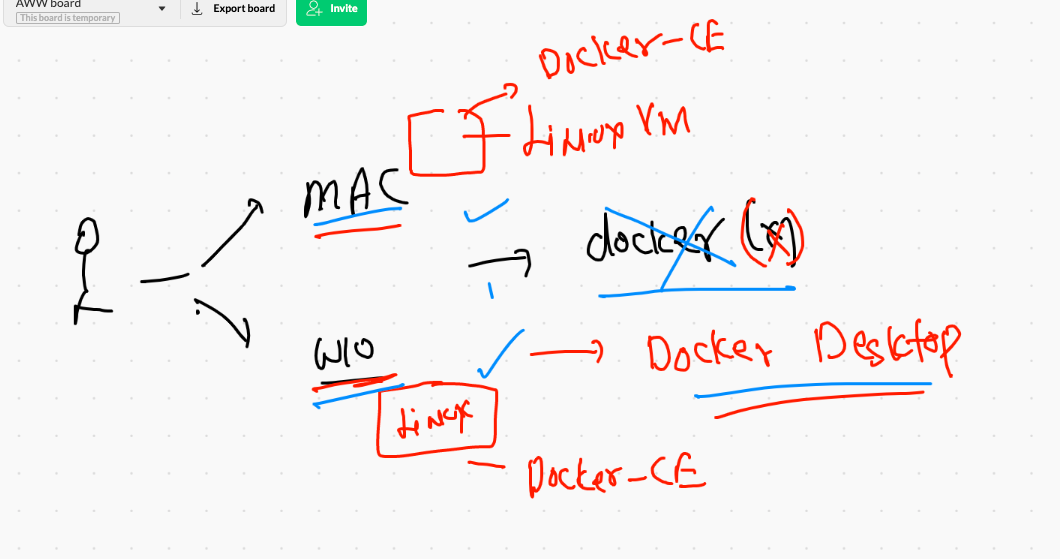 AWW board
This board is temporary
Export board
Invite
Docker-CE
Linux VM
MAC
docker (x)
W10
Docker Desktop
Linux
Docker-CE